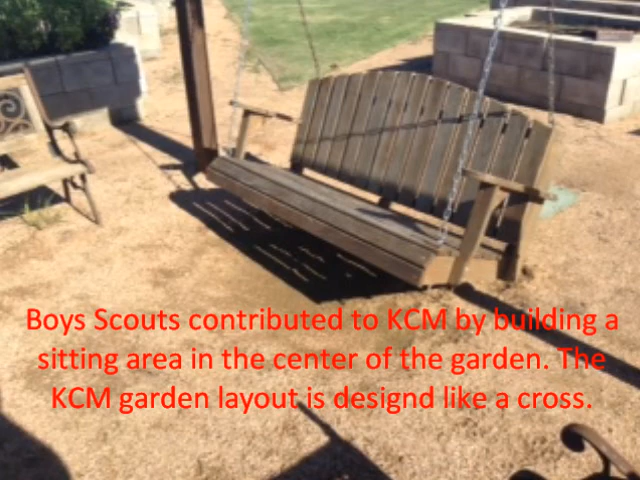 Boys Scouts contributed to KCM by building a
sitting area in the center of the garden. The
KCM garden layout is designd like a cross.